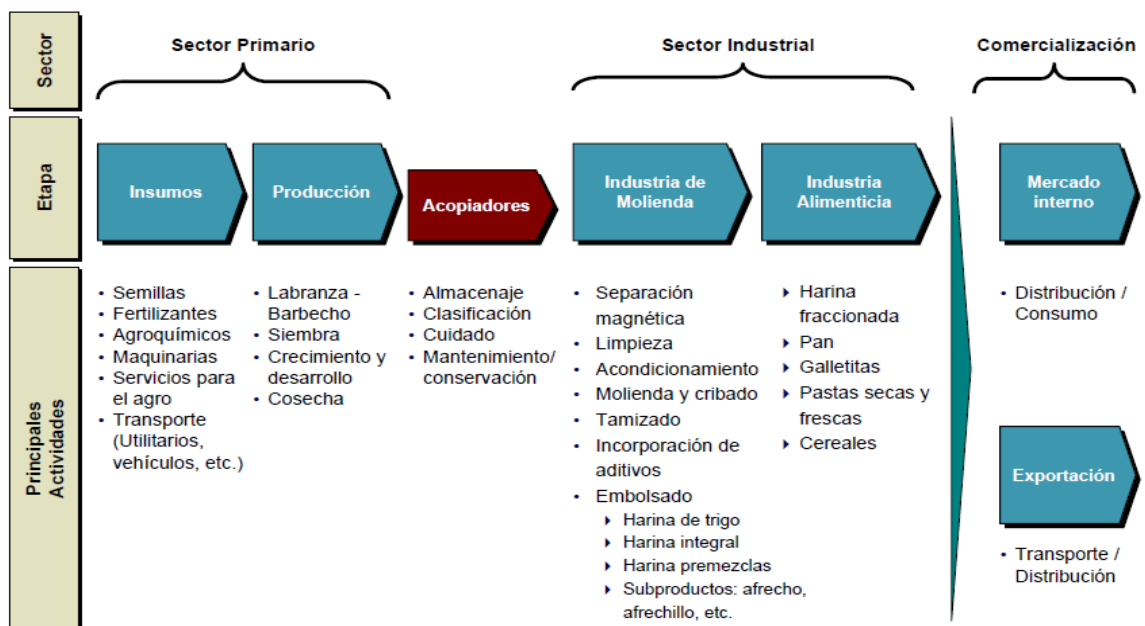 Sector
Sector Primario
Sector Industrial
Comercialización
Etapa
Insumos
Producción
Acopiadores
Industria de
Molienda
Industria
Alimenticia
Mercado
interno
Principales
Actividades
• Semillas
• Fertilizantes
• Agroquímicos
• Maquinarias
• Servicios para
el agro
• Transporte
(Utilitarios,
vehículos, etc.)
• Labranza -
Barbecho
• Siembra
• Crecimiento y
desarrollo
• Cosecha
• Almacenaje
• Clasificación
• Cuidado
• Mantenimiento/
conservación
• Separación
magnética
• Limpieza
• Acondicionamiento
• Molienda y cribado
• Tamizado
• Incorporación de
aditivos
• Embolsado
Harina de trigo
Harina integral
Harina premezclas
Subproductos: afrecho,
afrechillo, etc.
Harina
fraccionada
Pan
Galletitas
Pastas secas y
frescas
Cereales
• Distribución /
Consumo
Exportación
• Transporte /
Distribución